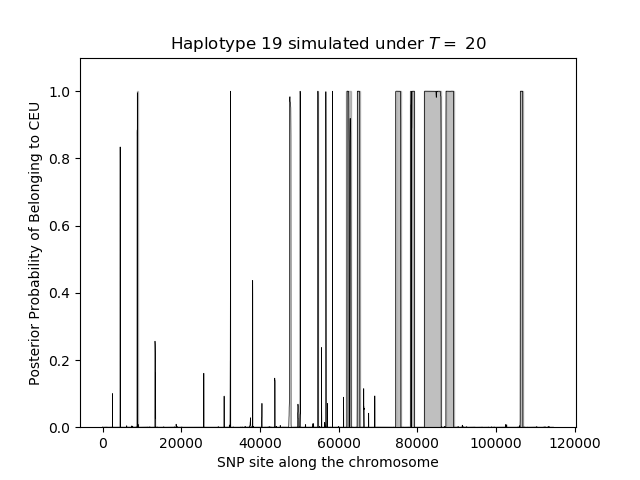 Haplotype 19 simulated under T = 20
Posterior Probability of Belonging to CEU
1.0
0.8
0.6
0.4
0.2
0.0
0 20000 40000 60000 80000 100000 120000
SNP site along the chromosome